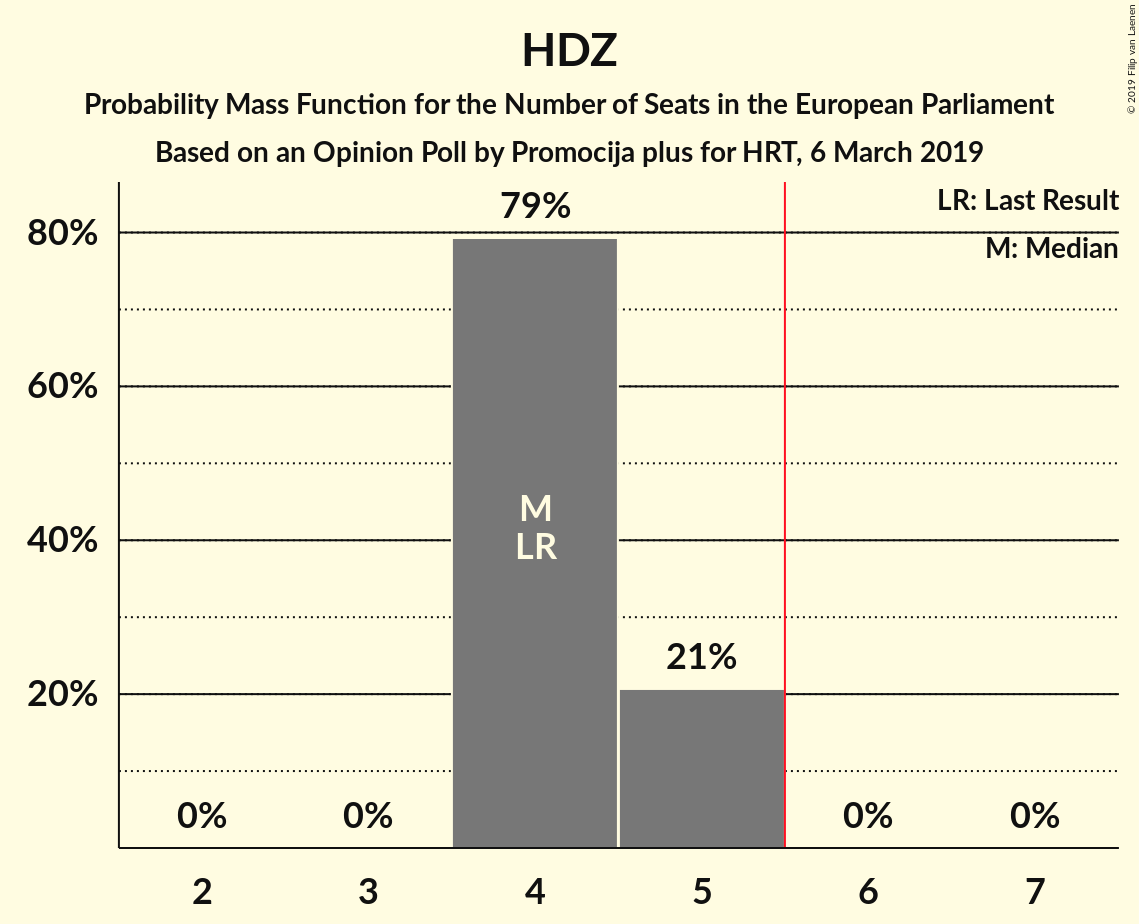 HDZ
Probability Mass Function for the Number of Seats in the European Parliament
Based on an Opinion Poll by Promocija plus for HRT, 6 March 2019
© 2019 Filip van Laenen
LR: Last Result
M: Median
80%
60%
40%
20%
0%
0%
79%
M
LR
21%
0%
0%
2
3
4
5
6
7